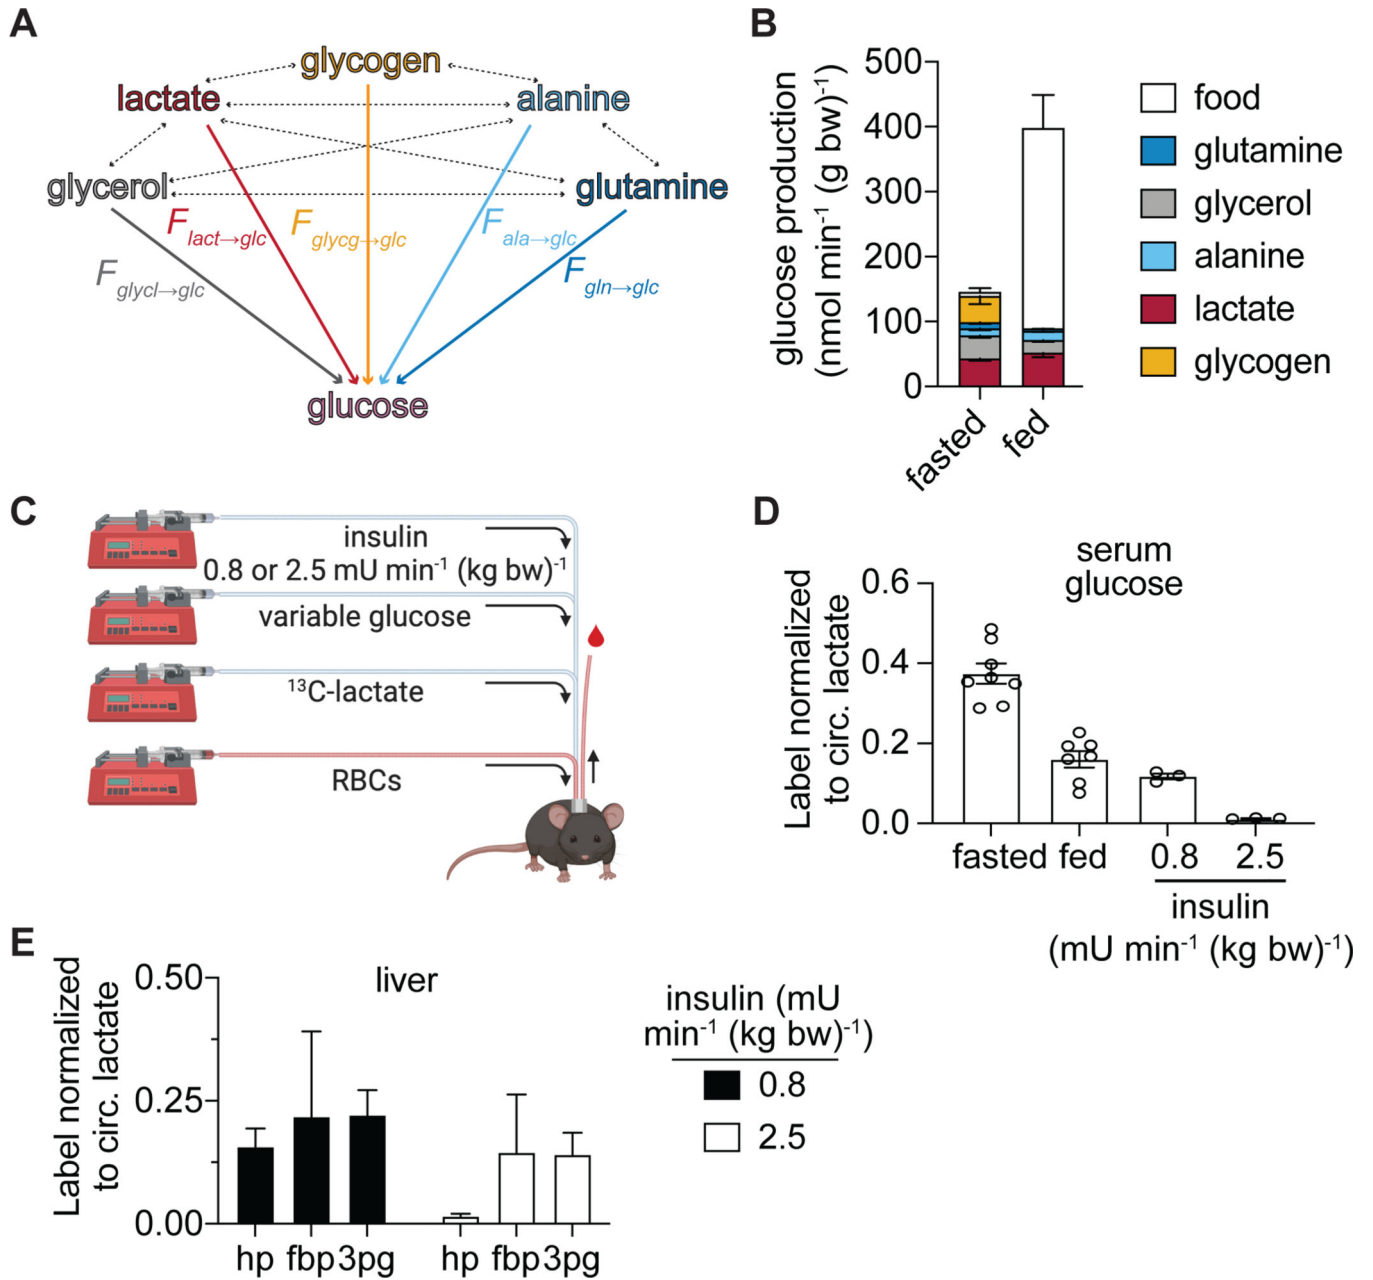 A
glycogen
lactate
alanine
glycerol
glutamine
F lact→glc
F glycg→glc
F ala→glc
F glycl→glc
F gln→glc
glucose
B
glucose production
(nmol min⁻¹ (g bw)⁻¹)
500
400
300
200
100
0
fasted
fed
food
glutamine
glycerol
alanine
lactate
glycogen
C
insulin
0.8 or 2.5 mU min⁻¹ (kg bw)⁻¹
variable glucose
¹³C-lactate
RBCs
D
serum
glucose
Label normalized
to circ. lactate
0.6
0.4
0.2
0.0
fasted fed 0.8 2.5
insulin
(mU min⁻¹ (kg bw)⁻¹)
E
liver
Label normalized
to circ. lactate
0.50
0.25
0.00
hp fbp 3pg hp fbp 3pg
insulin (mU
min⁻¹ (kg bw)⁻¹)
0.8
2.5